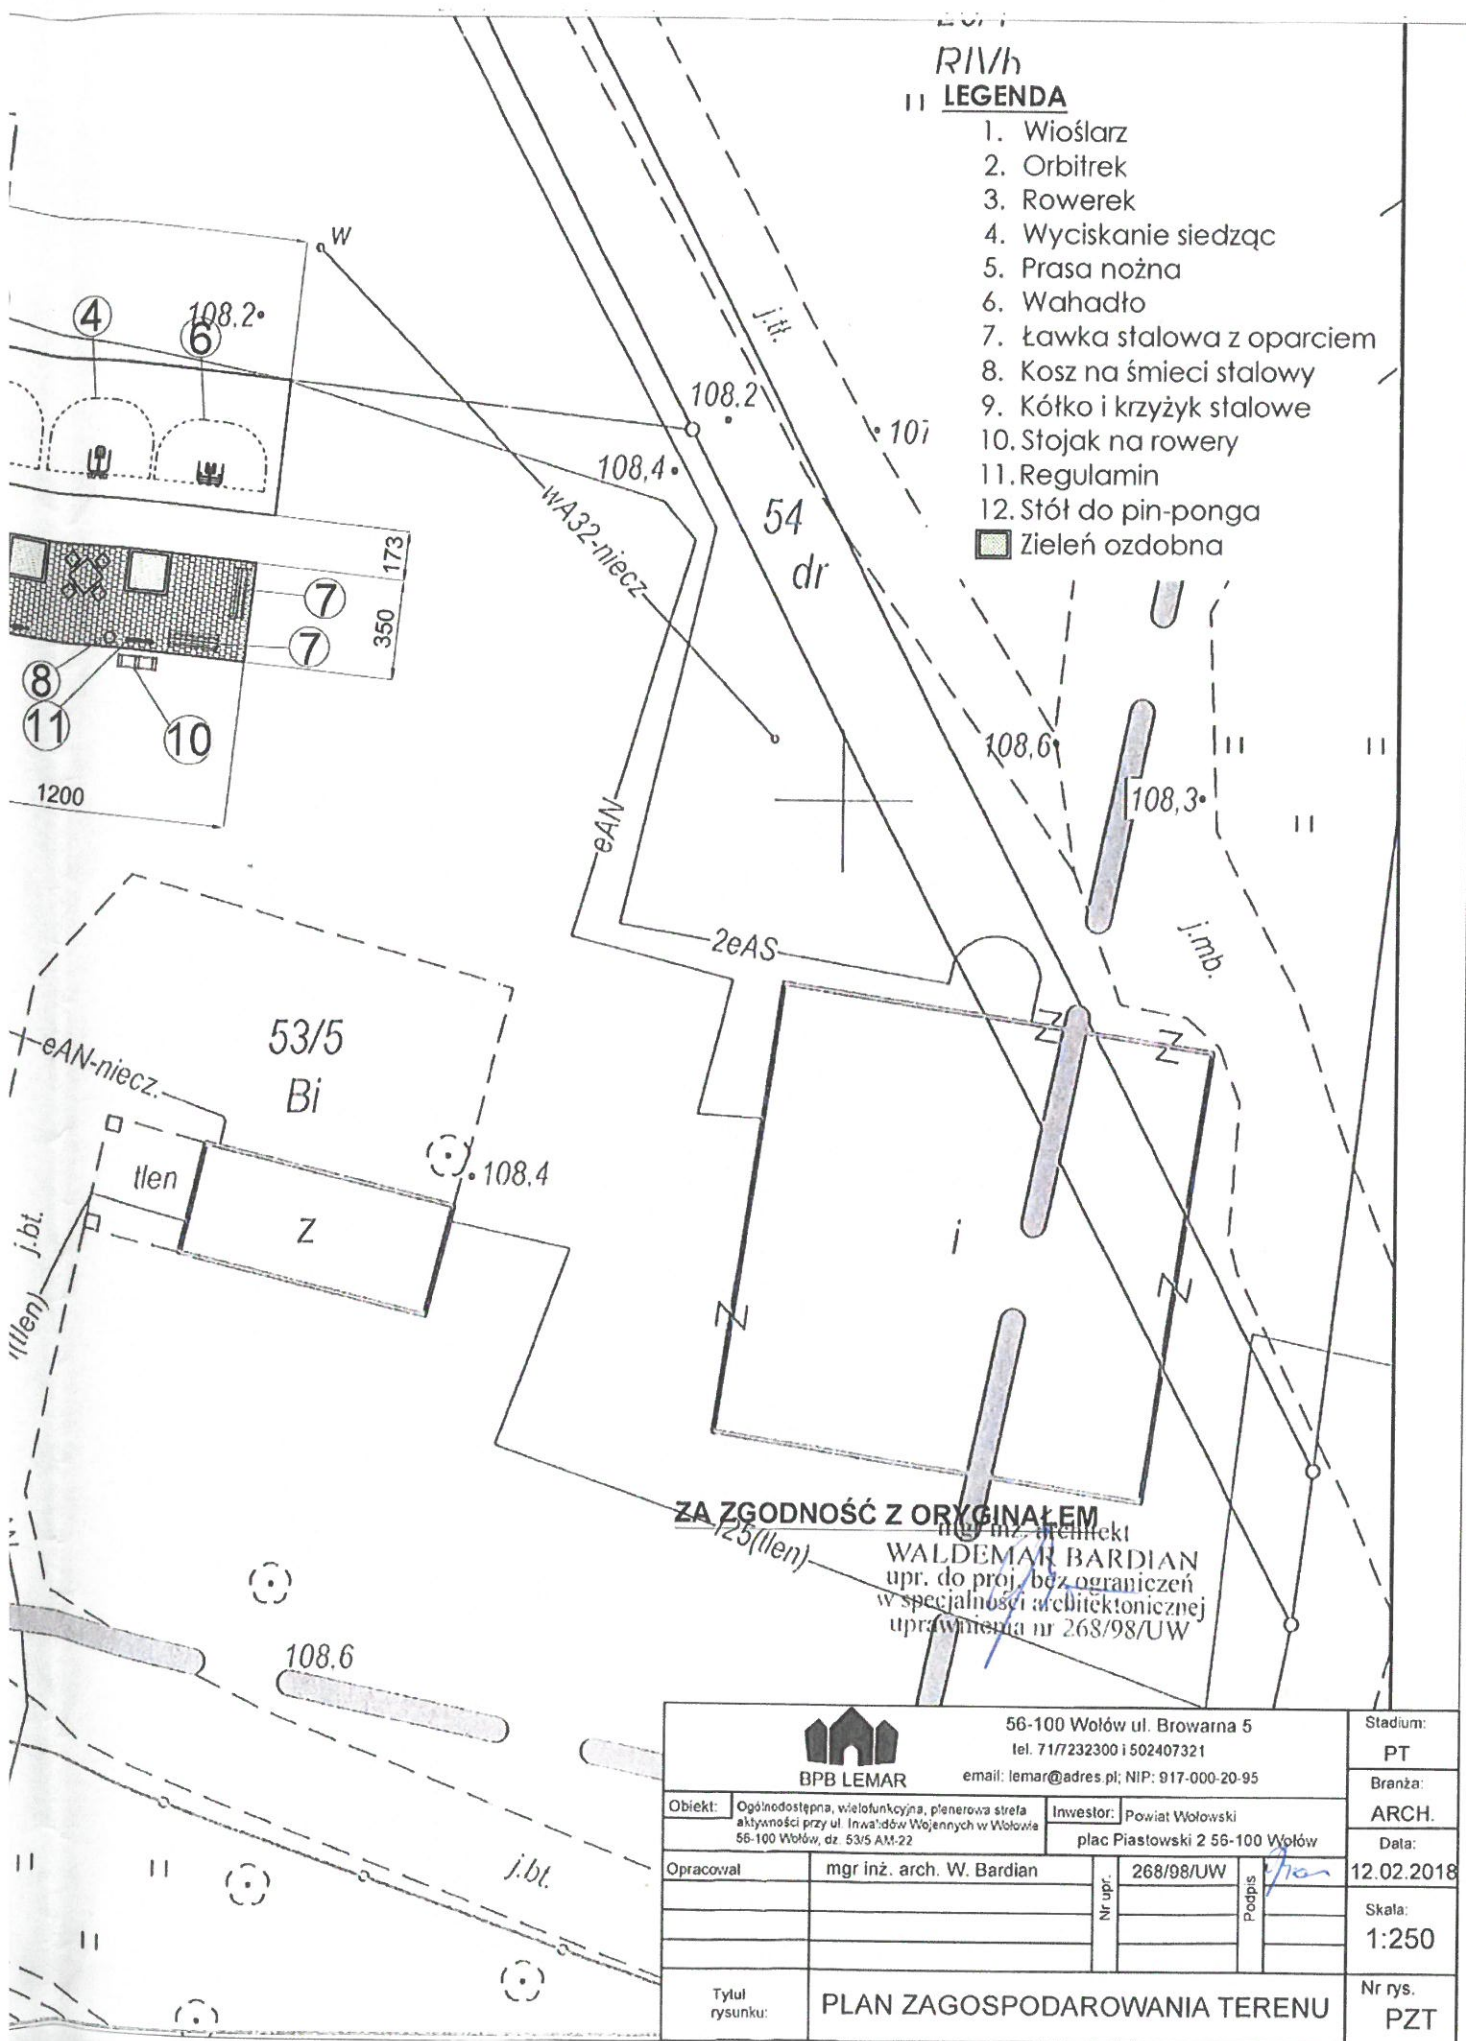 RIVh
LEGENDA
1. Wioślarz
2. Orbitrek
3. Rowerek
4. Wyciskanie siedząc
5. Prasa nożna
6. Wahadło
7. Ławka stalowa z oparciem
8. Kosz na śmieci stalowy
9. Kółko i krzyżyk stalowe
10. Stojak na rowery
11. Regulamin
12. Stół do pin-ponga
Zieleń ozdobna
w
4
108,2
6
j.tł.
108,2
107
108,4
wA32-niecz
54
dr
173
350
7
7
8
11
10
1200
108,6
108,3
eAN
2eAS
j.mb.
53/5
Bi
eAN-niecz.
tlen
z
108,4
j.bt.
(tlen)
i
ZA ZGODNOŚĆ Z ORYGINAŁEM
mgr inż. architekt
WALDEMAR BARDIAN
upr. do proj. bez ograniczeń
w specjalności architektonicznej
uprawnienia nr 268/98/UW
125(tlen)
108,6
j.bt.
BPB LEMAR
56-100 Wołów ul. Browarna 5
tel. 71/7232300 i 502407321
email: lemar@adres.pl; NIP: 917-000-20-95
Stadium:
PT
Branża:
ARCH.
Obiekt:
Ogólnodostępna, wielofunkcyjna, plenerowa strefa
aktywności przy ul. Inwalidów Wojennych w Wołowie
56-100 Wołów, dz. 53/5 AM-22
Inwestor: Powiat Wołowski
plac Piastowski 2 56-100 Wołów
Data:
12.02.2018
Opracował
mgr inż. arch. W. Bardian
Nr upr.
268/98/UW
Podpis
Skala:
1:250
Tytuł
rysunku:
PLAN ZAGOSPODAROWANIA TERENU
Nr rys.
PZT